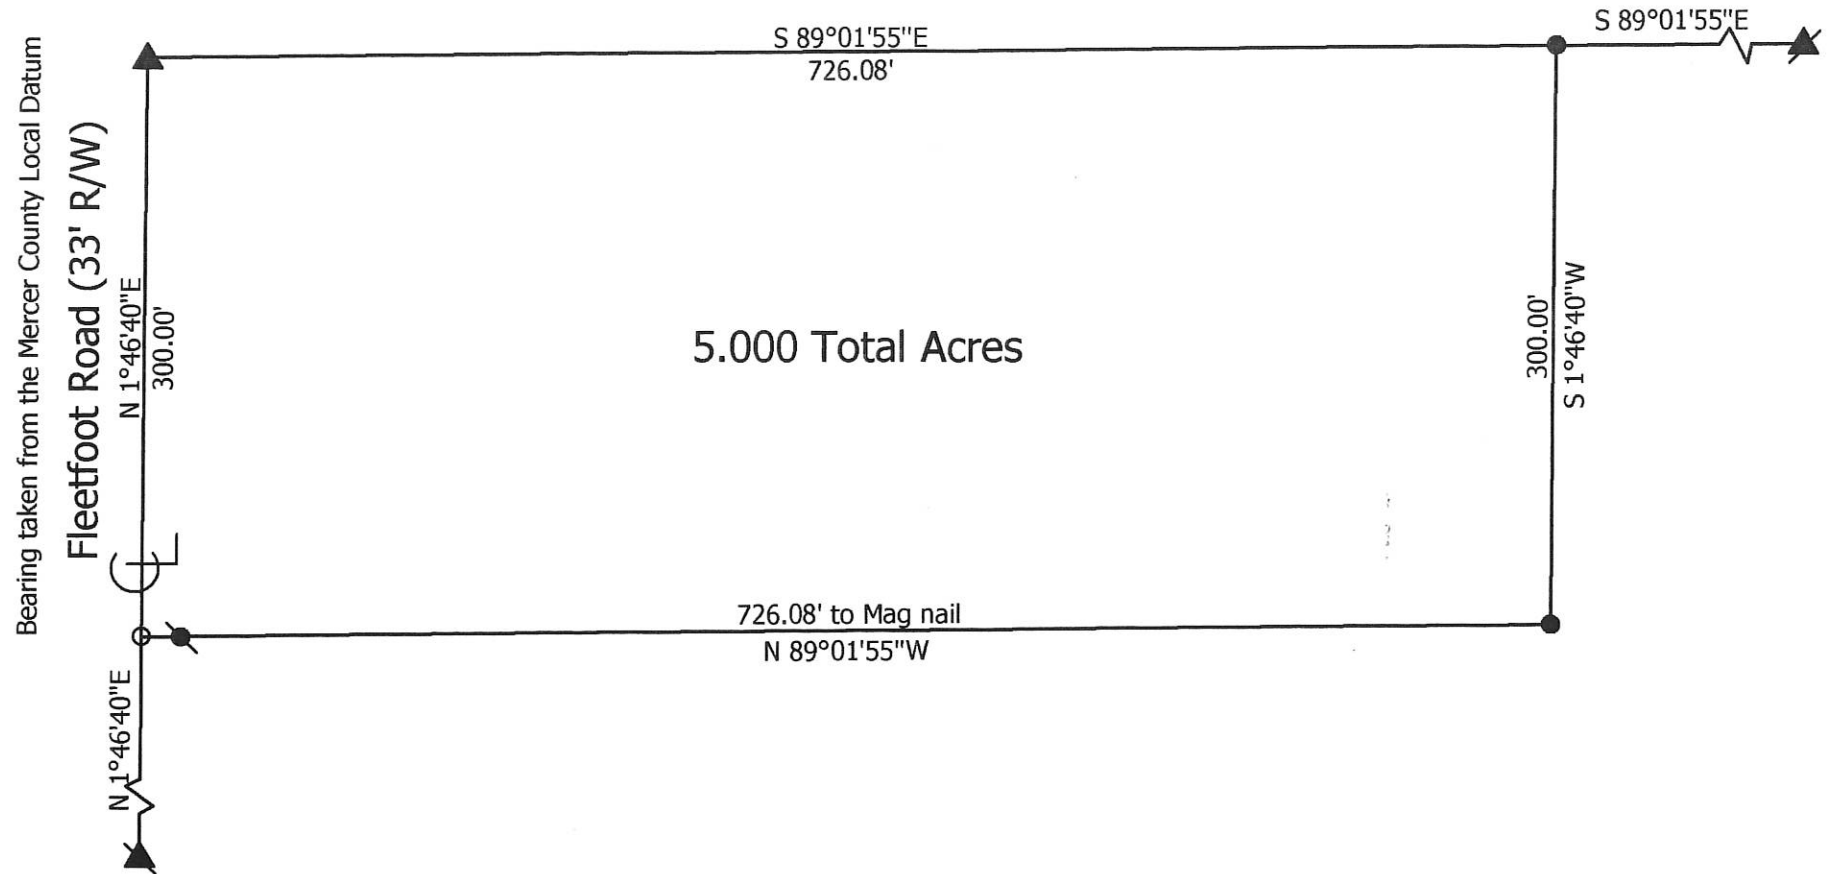 S 89°01'55"E
S 89°01'55"E
726.08'
Bearing taken from the Mercer County Local Datum
Fleetfoot Road (33' R/W)
N 1°46'40"E
300.00'
5.000 Total Acres
300.00'
S 1°46'40"W
CL
726.08' to Mag nail
N 89°01'55"W
N 1°46'40"E